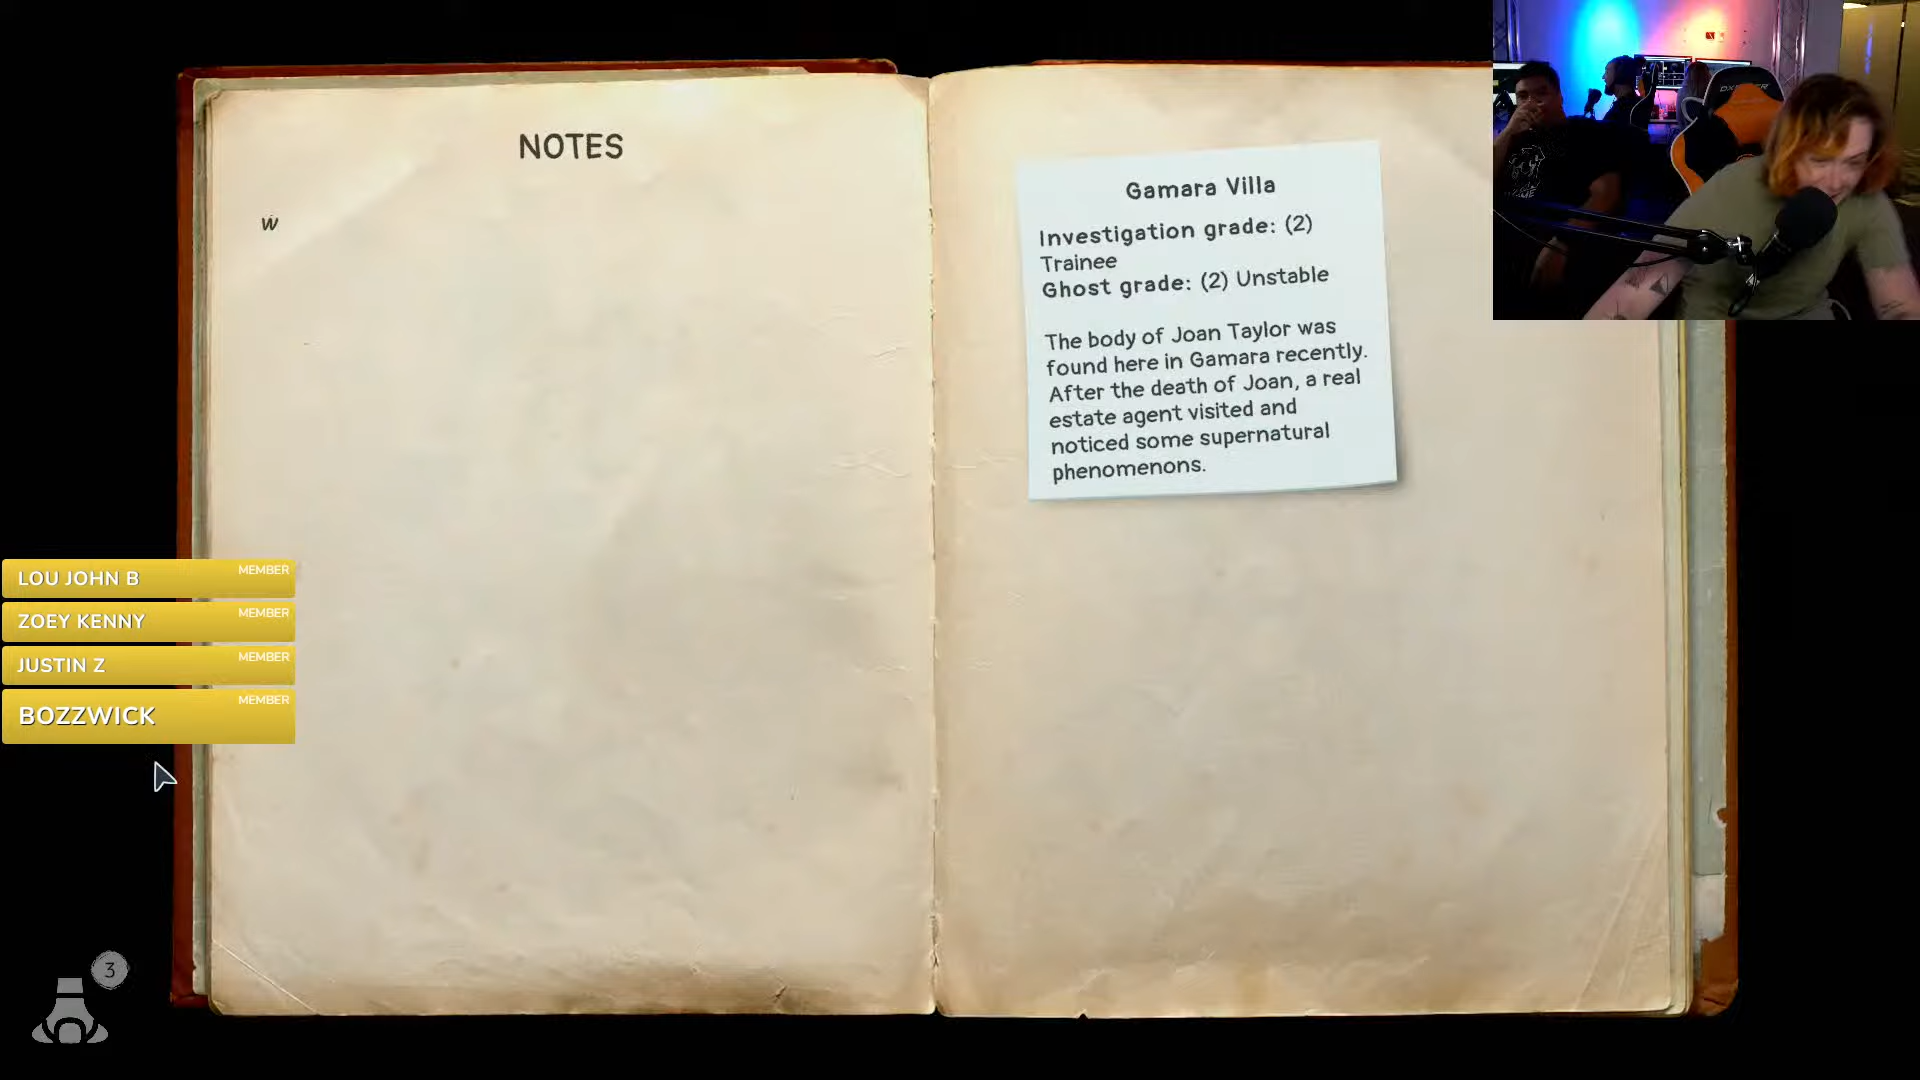 NOTES
w
Gamara Villa
Investigation grade: (2)
Trainee
Ghost grade: (2) Unstable
The body of Joan Taylor was
found here in Gamara recently.
After the death of Joan, a real
estate agent visited and
noticed some supernatural
phenomenons.
LOU JOHN B MEMBER
ZOEY KENNY MEMBER
JUSTIN Z MEMBER
BOZZWICK MEMBER
3